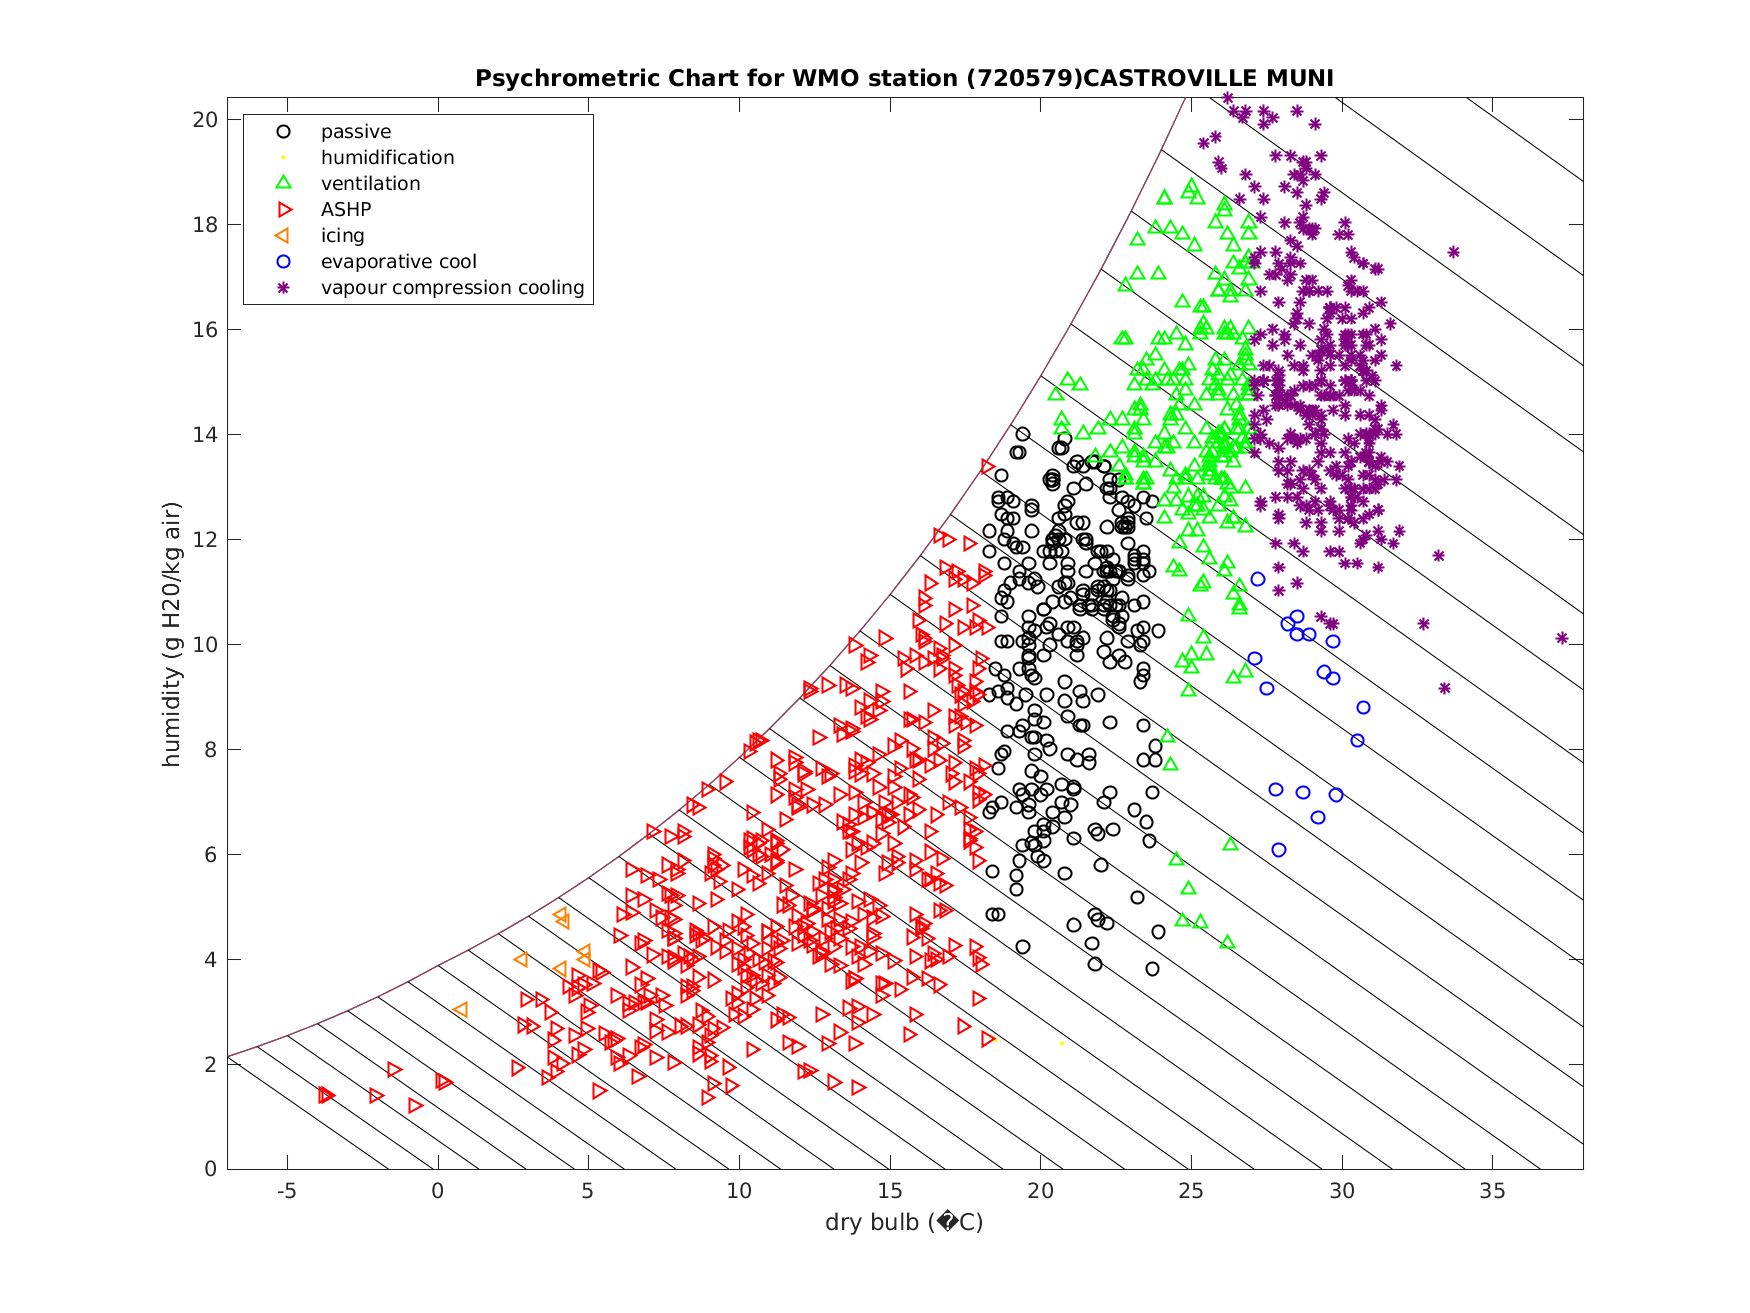 Psychrometric Chart for WMO station (720579)CASTROVILLE MUNI
passive
humidification
ventilation
ASHP
icing
evaporative cool
vapour compression cooling
humidity (g H20/kg air)
20
18
16
14
12
10
8
6
4
2
0
-5 0 5 10 15 20 25 30 35
dry bulb (�C)